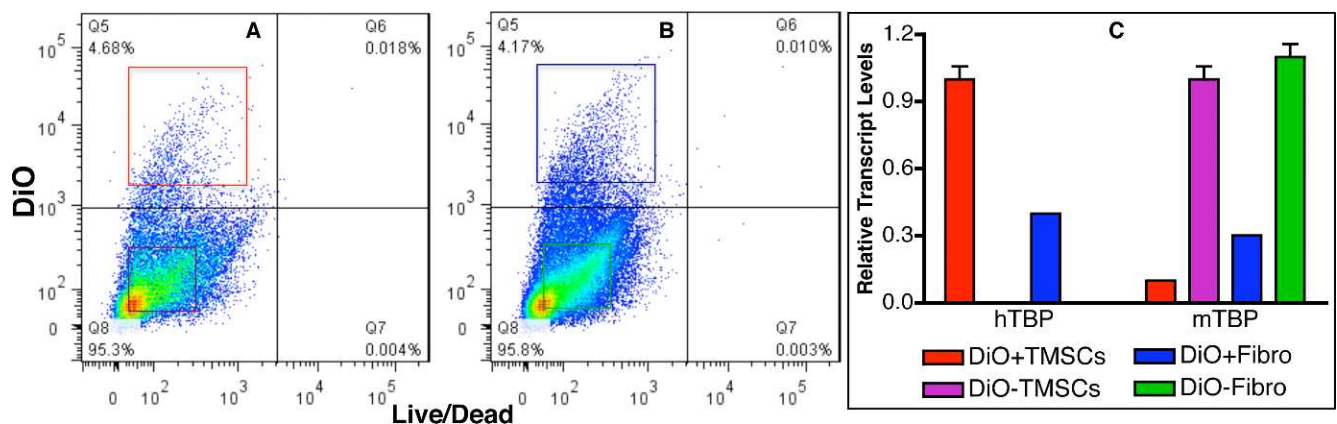 A
Q5
4.68%
Q6
0.018%
Q8
95.3%
Q7
0.004%
10^5
10^4
10^3
10^2
0
0 10^2 10^3 10^4 10^5
DiO
B
Q5
4.17%
Q6
0.010%
Q8
95.8%
Q7
0.003%
10^5
10^4
10^3
10^2
0
0 10^2 10^3 10^4 10^5
Live/Dead
C
Relative Transcript Levels
1.2
0.9
0.6
0.3
0.0
hTBP mTBP
DiO+TMSCs DiO+Fibro
DiO-TMSCs DiO-Fibro